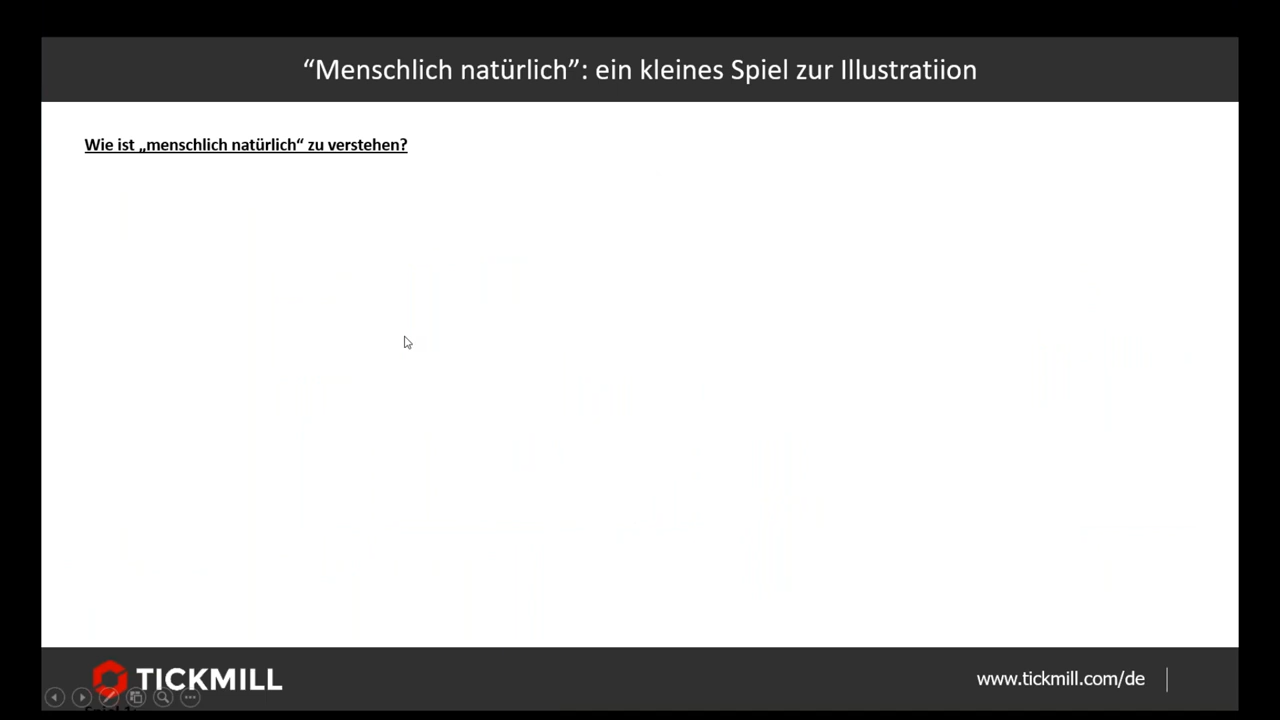 “Menschlich natürlich”: ein kleines Spiel zur Illustratiion
Wie ist „menschlich natürlich“ zu verstehen?
TICKMILL
www.tickmill.com/de